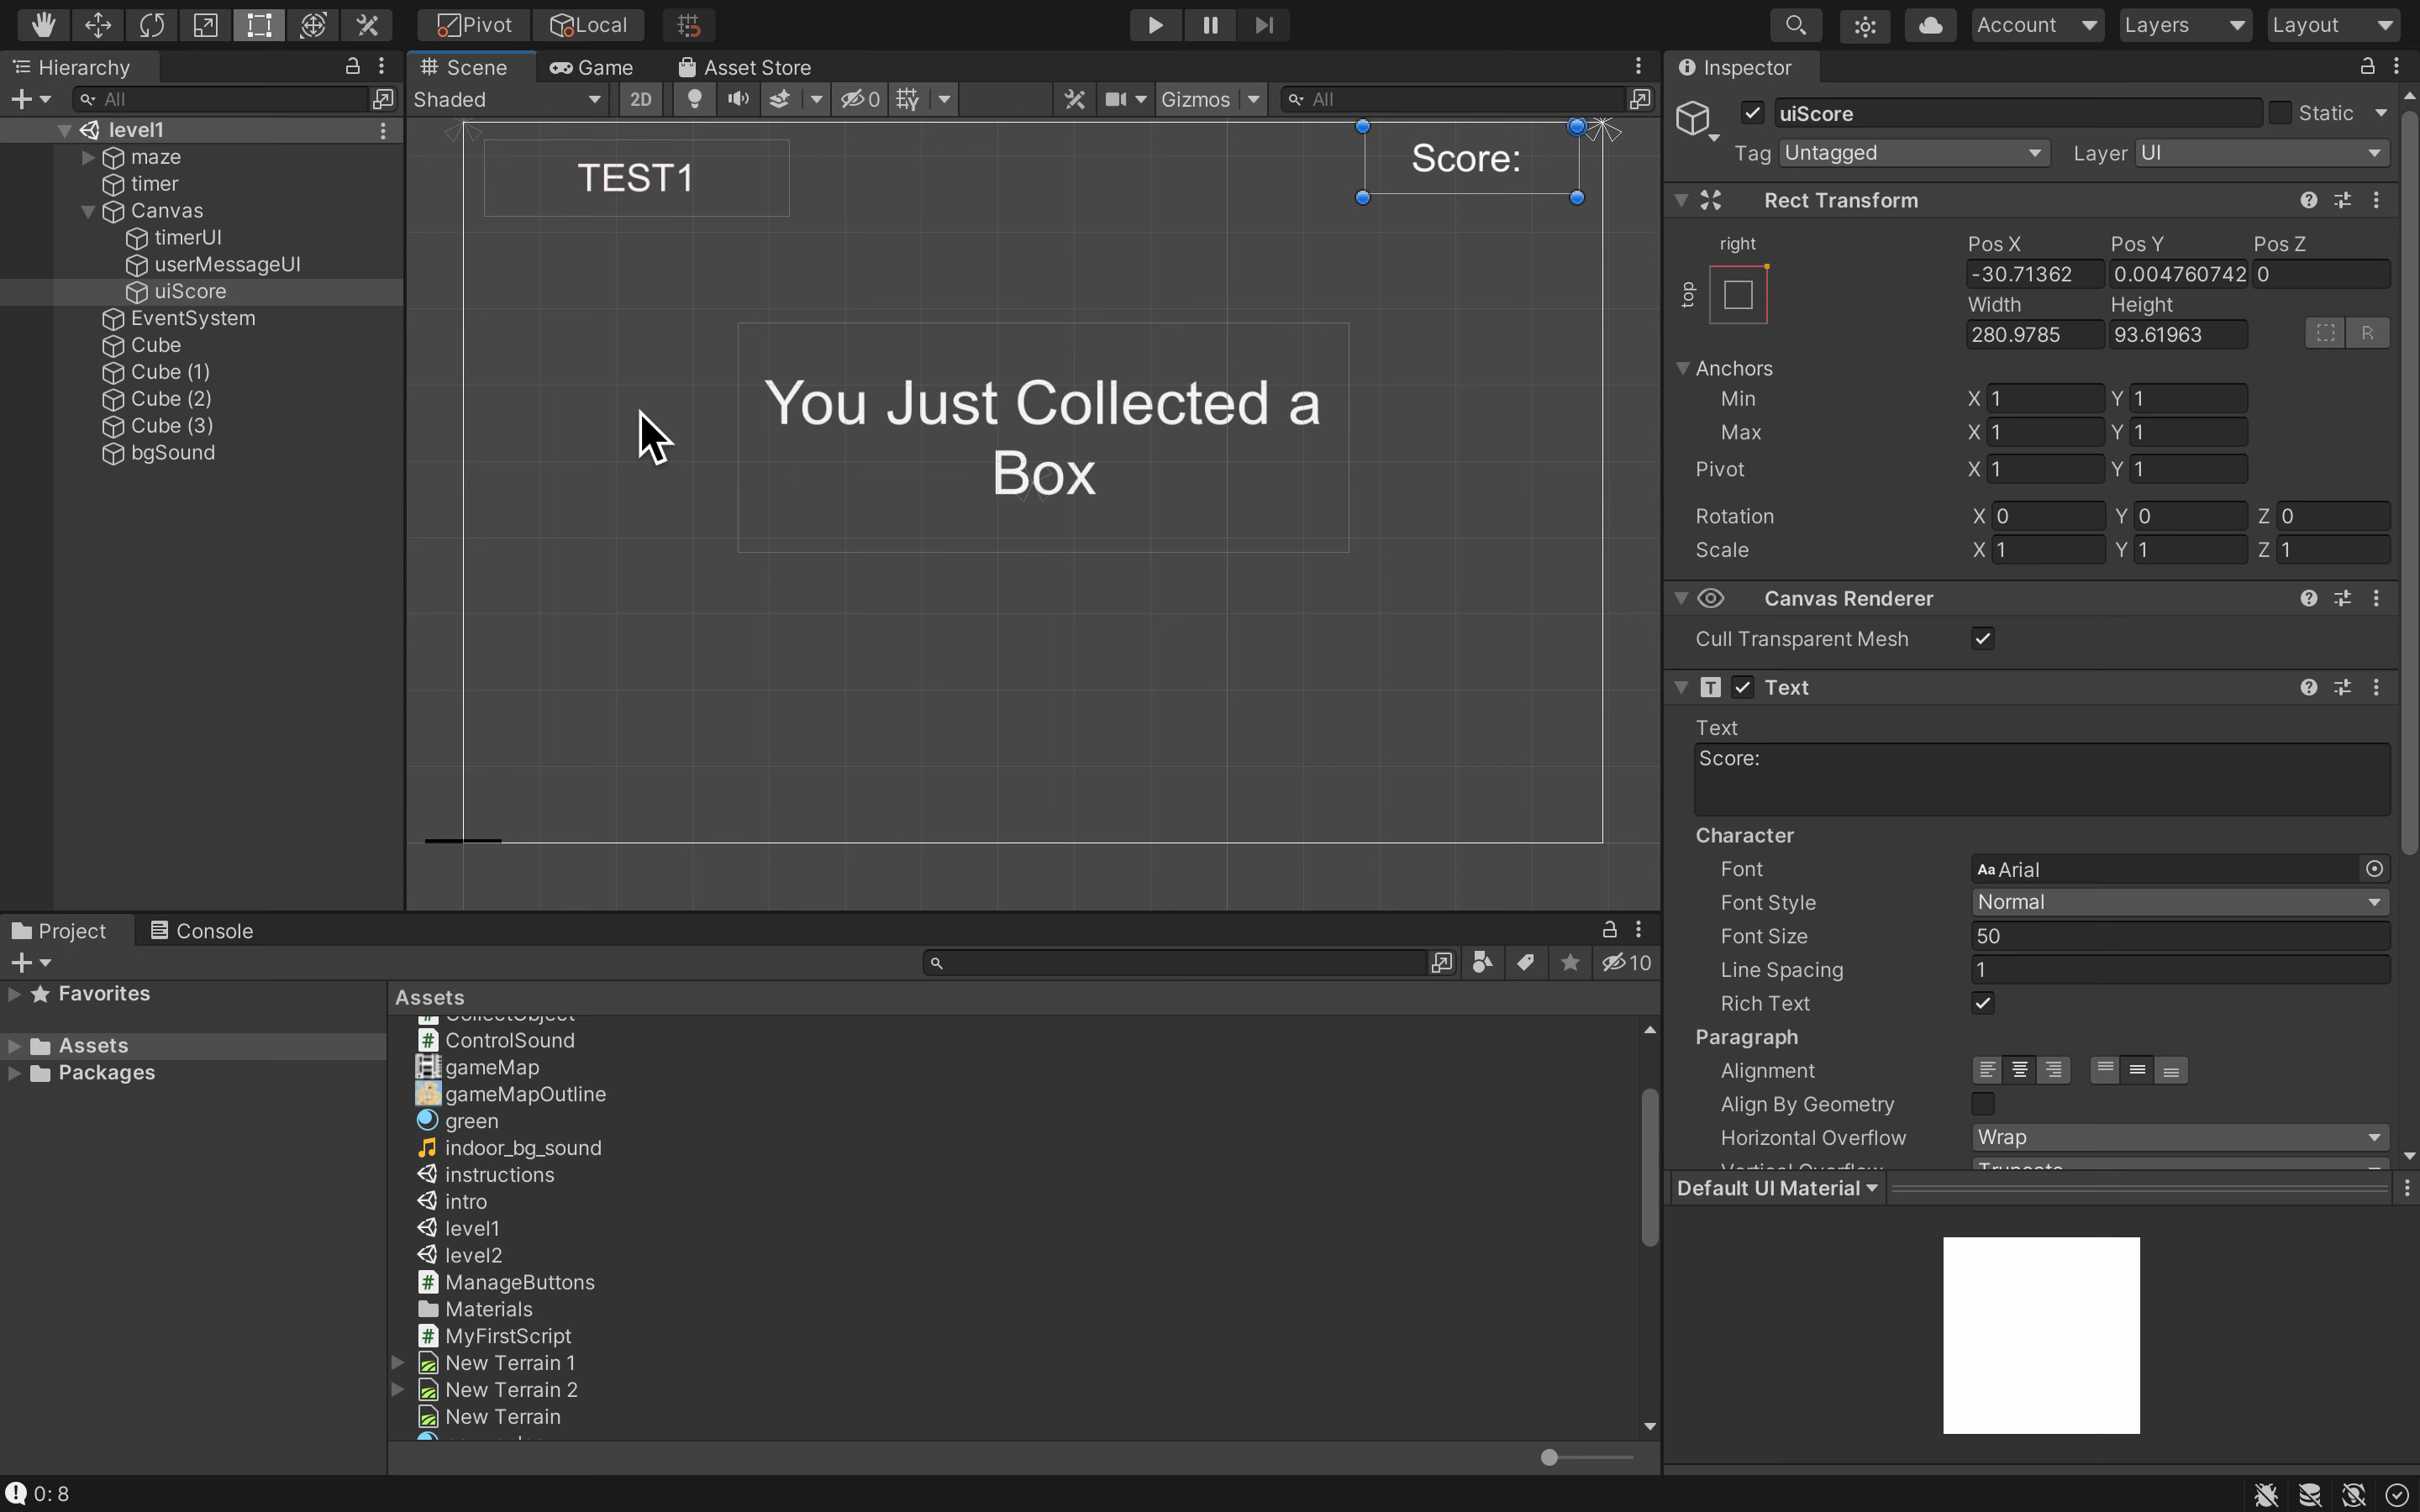 Pivot
Local
Account
Layers
Layout
Hierarchy
All
level1
maze
timer
Canvas
timerUI
userMessageUI
uiScore
EventSystem
Cube
Cube (1)
Cube (2)
Cube (3)
bgSound
Scene
Game
Asset Store
Shaded
2D
0
Gizmos
All
TEST1
Score:
You Just Collected a
Box
Inspector
uiScore
Static
Tag Untagged
Layer UI
Rect Transform
right
top
Pos X Pos Y Pos Z
-30.71362 0.004760742 0
Width Height
280.9785 93.61963
R
Anchors
Min X 1 Y 1
Max X 1 Y 1
Pivot X 1 Y 1
Rotation X 0 Y 0 Z 0
Scale X 1 Y 1 Z 1
Canvas Renderer
Cull Transparent Mesh
Text
Text
Score:
Character
Font Aa Arial
Font Style Normal
Font Size 50
Line Spacing 1
Rich Text
Paragraph
Alignment
Align By Geometry
Horizontal Overflow Wrap
Vertical Overflow Truncate
Default UI Material
Project
Console
10
Favorites
Assets
Packages
Assets
CollectObject
ControlSound
gameMap
gameMapOutline
green
indoor_bg_sound
instructions
intro
level1
level2
ManageButtons
Materials
MyFirstScript
New Terrain 1
New Terrain 2
New Terrain
0: 8